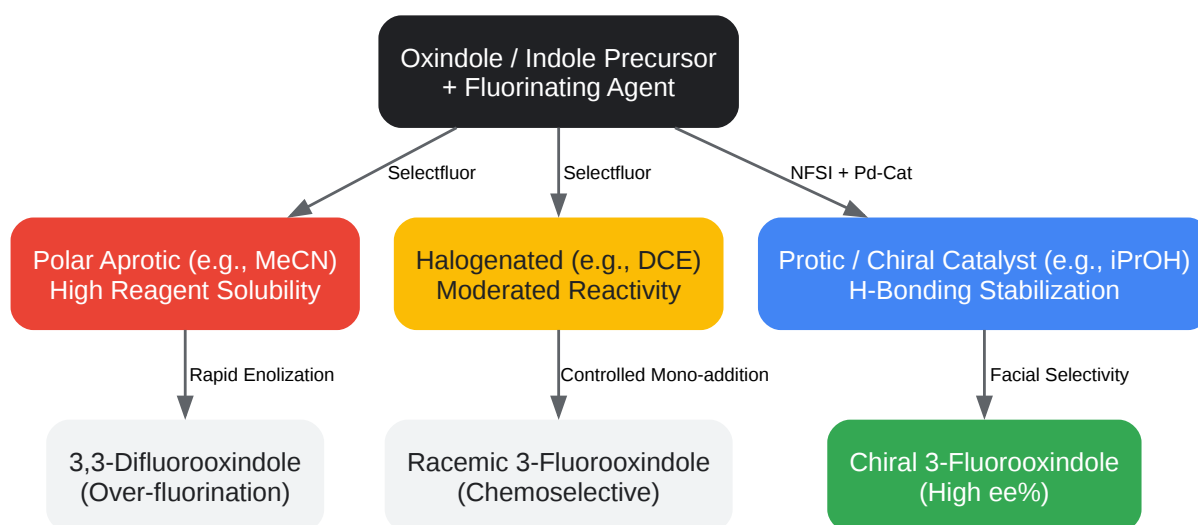 Oxindole / Indole Precursor
+ Fluorinating Agent
Selectfluor
Selectfluor
NFSI + Pd-Cat
Polar Aprotic (e.g., MeCN)
High Reagent Solubility
Halogenated (e.g., DCE)
Moderated Reactivity
Protic / Chiral Catalyst (e.g., iPrOH)
H-Bonding Stabilization
Rapid Enolization
Controlled Mono-addition
Facial Selectivity
3,3-Difluorooxindole
(Over-fluorination)
Racemic 3-Fluorooxindole
(Chemoselective)
Chiral 3-Fluorooxindole
(High ee%)